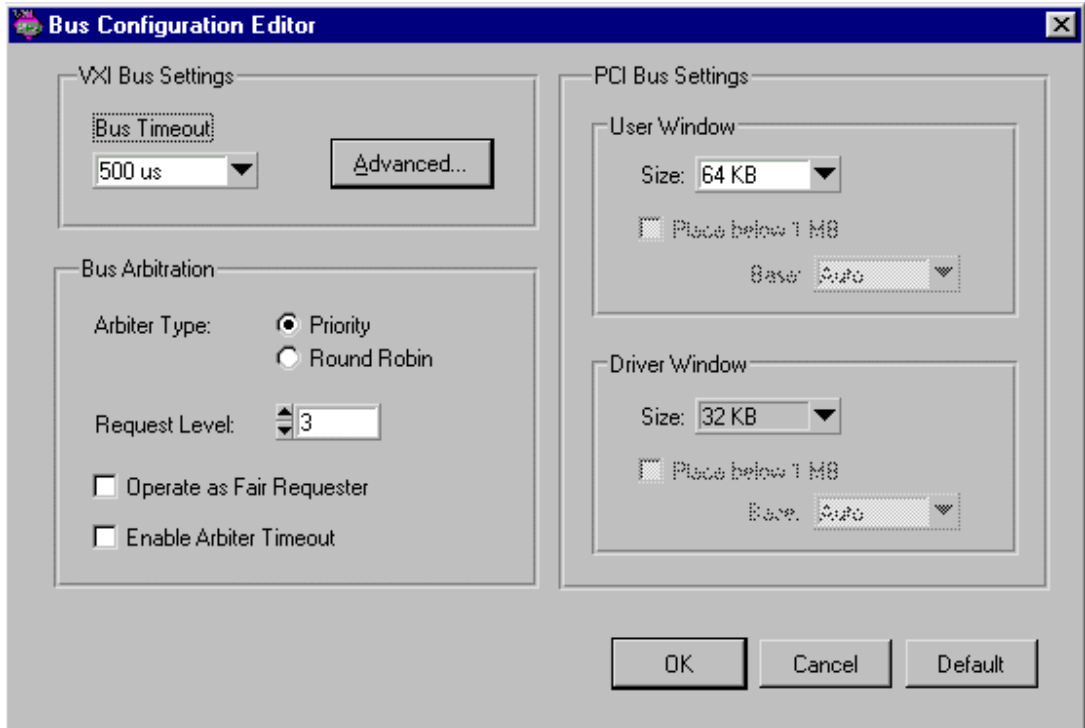 Bus Configuration Editor
VXI Bus Settings
Bus Timeout
500 us
Advanced...
Bus Arbitration
Arbiter Type:
Priority
Round Robin
Request Level:
3
Operate as Fair Requester
Enable Arbiter Timeout
PCI Bus Settings
User Window
Size: 64 KB
Place below 1 MB
Base: Auto
Driver Window
Size: 32 KB
Place below 1 MB
Base: Auto
OK
Cancel
Default